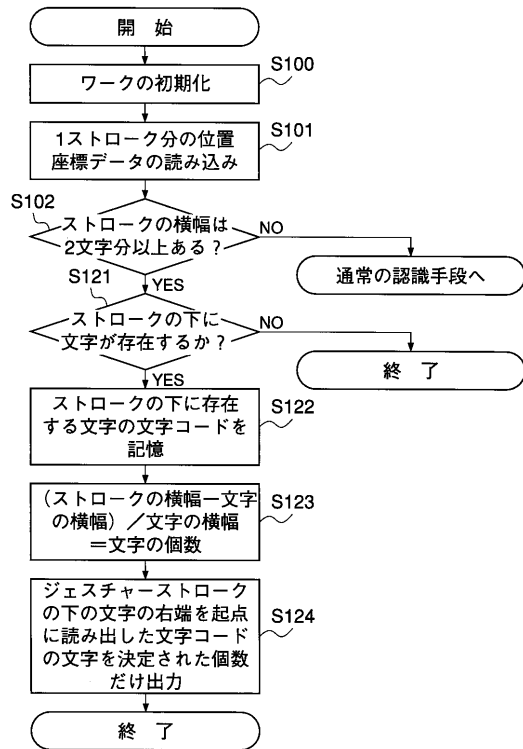 開 始
S100
ワークの初期化
S101
1ストローク分の位置
座標データの読み込み
S102
ストロークの横幅は
2文字分以上ある？
NO
通常の認識手段へ
YES
S121
ストロークの下に
文字が存在するか？
NO
終 了
YES
S122
ストロークの下に存在
する文字の文字コードを
記憶
S123
(ストロークの横幅ー文字
の横幅）／文字の横幅
＝文字の個数
S124
ジェスチャーストローク
の下の文字の右端を起点
に読み出した文字コード
の文字を決定された個数
だけ出力
終 了